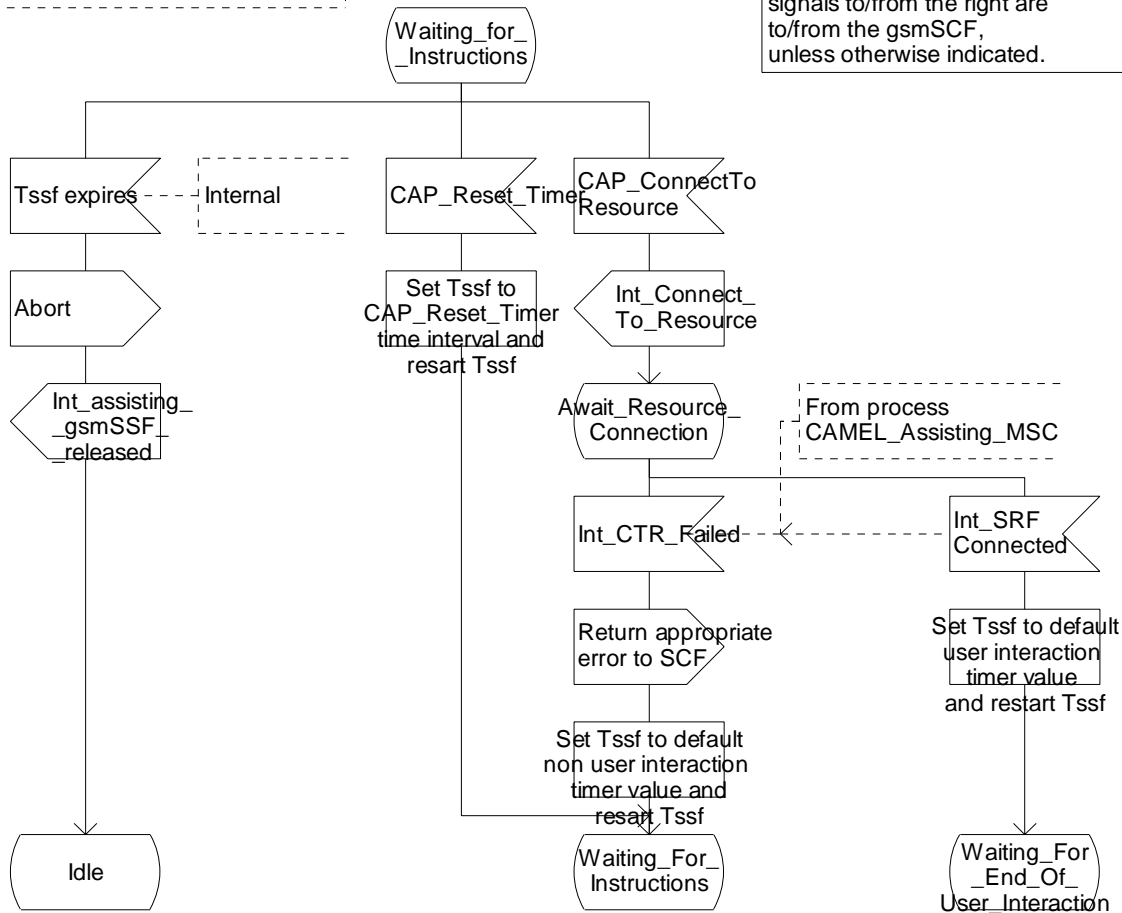 signals to/from the right are
to/from the gsmSCF,
unless otherwise indicated.
Waiting_for_
_Instructions
Tssf expires
Internal
CAP_Reset_Timer
CAP_ConnectTo
Resource
Abort
Set Tssf to
CAP_Reset_Timer
time interval and
resart Tssf
Int_Connect_
To_Resource
Int_assisting_
_gsmSSF_
_released
Await_Resource_
Connection
From process
CAMEL_Assisting_MSC
Int_CTR_Failed
Int_SRF
Connected
Return appropriate
error to SCF
Set Tssf to default
user interaction
timer value
and restart Tssf
Set Tssf to default
non user interaction
timer value and
resart Tssf
Idle
Waiting_For_
Instructions
Waiting_For
_End_Of_
User_Interaction